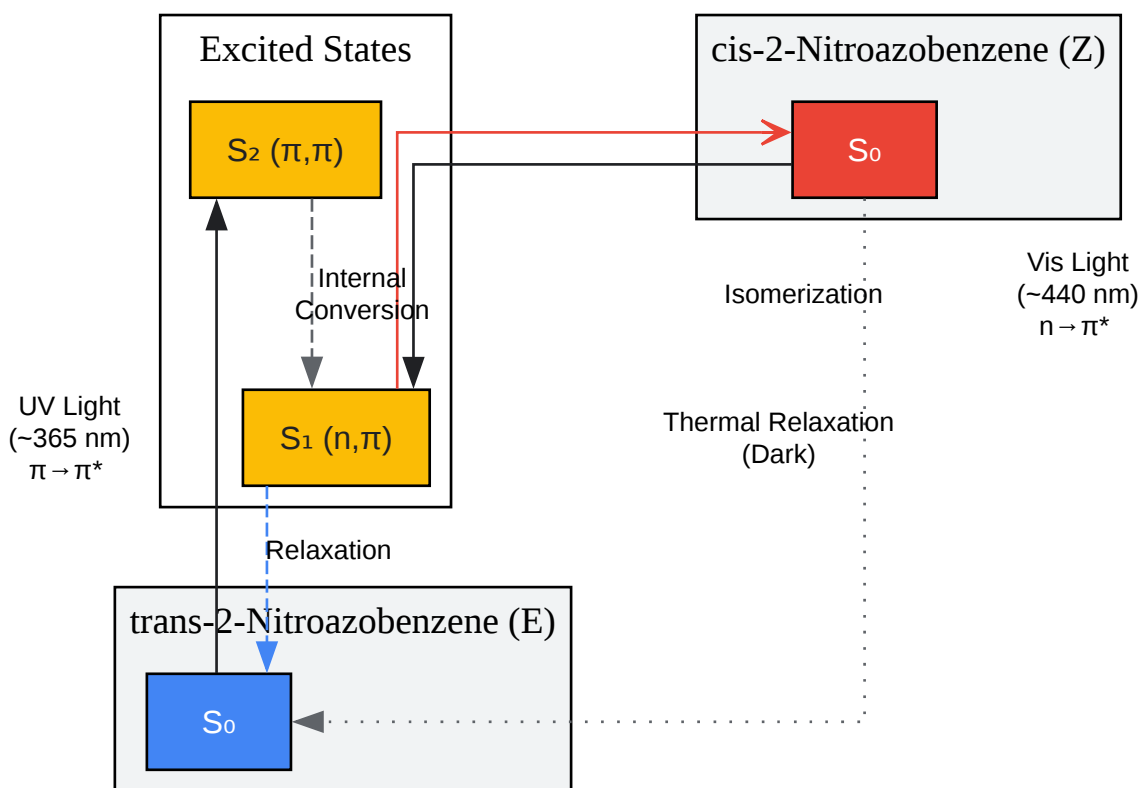 Excited States
cis-2-Nitroazobenzene (Z)
S₂ (π,π)
S₀
Internal
Conversion
Isomerization
Vis Light
(~440 nm)
n→π*
UV Light
(~365 nm)
π→π*
S₁ (n,π)
Thermal Relaxation
(Dark)
Relaxation
trans-2-Nitroazobenzene (E)
S₀